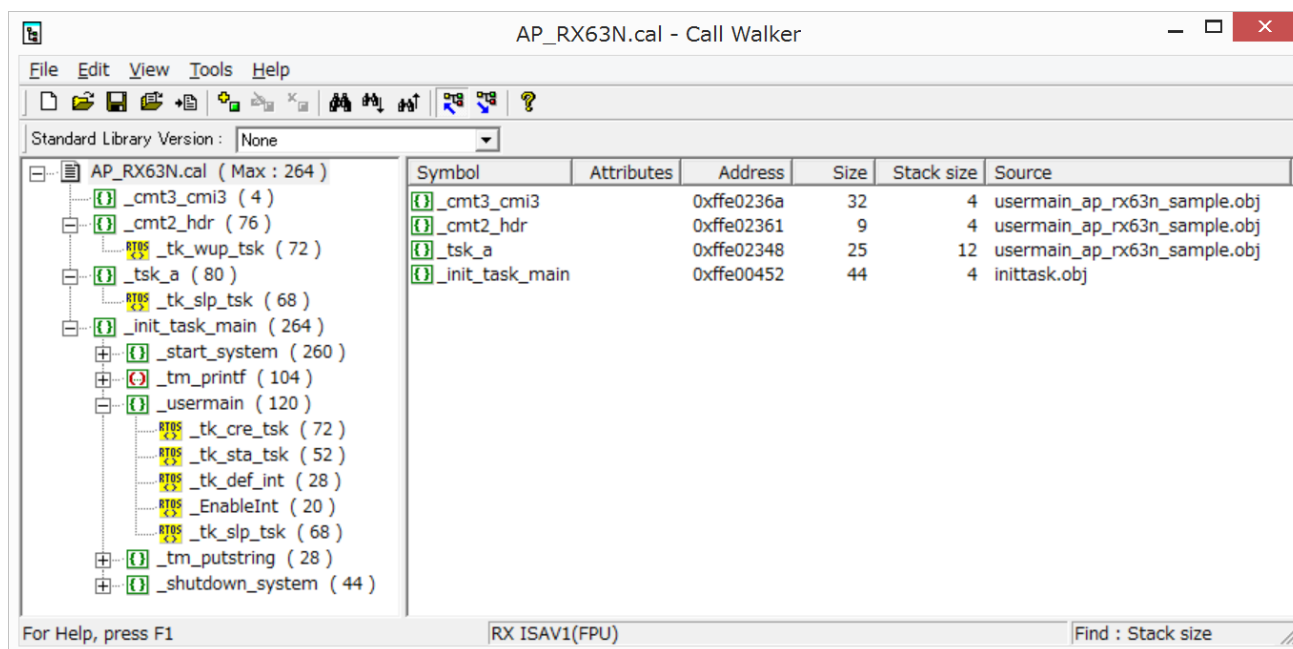 AP_RX63N.cal - Call Walker
File Edit View Tools Help
Standard Library Version : None
AP_RX63N.cal ( Max : 264 )
_cmt3_cmi3 ( 4 )
_cmt2_hdr ( 76 )
RTOS <> _tk_wup_tsk ( 72 )
_tsk_a ( 80 )
RTOS <> _tk_slp_tsk ( 68 )
_init_task_main ( 264 )
_start_system ( 260 )
_tm_printf ( 104 )
_usermain ( 120 )
RTOS <> _tk_cre_tsk ( 72 )
RTOS <> _tk_sta_tsk ( 52 )
RTOS <> _tk_def_int ( 28 )
RTOS <> _EnableInt ( 20 )
RTOS <> _tk_slp_tsk ( 68 )
_tm_putstring ( 28 )
_shutdown_system ( 44 )
Symbol Attributes Address Size Stack size Source
_cmt3_cmi3 0xffe0236a 32 4 usermain_ap_rx63n_sample.obj
_cmt2_hdr 0xffe02361 9 4 usermain_ap_rx63n_sample.obj
_tsk_a 0xffe02348 25 12 usermain_ap_rx63n_sample.obj
_init_task_main 0xffe00452 44 4 inittask.obj
For Help, press F1 RX ISAV1(FPU) Find : Stack size